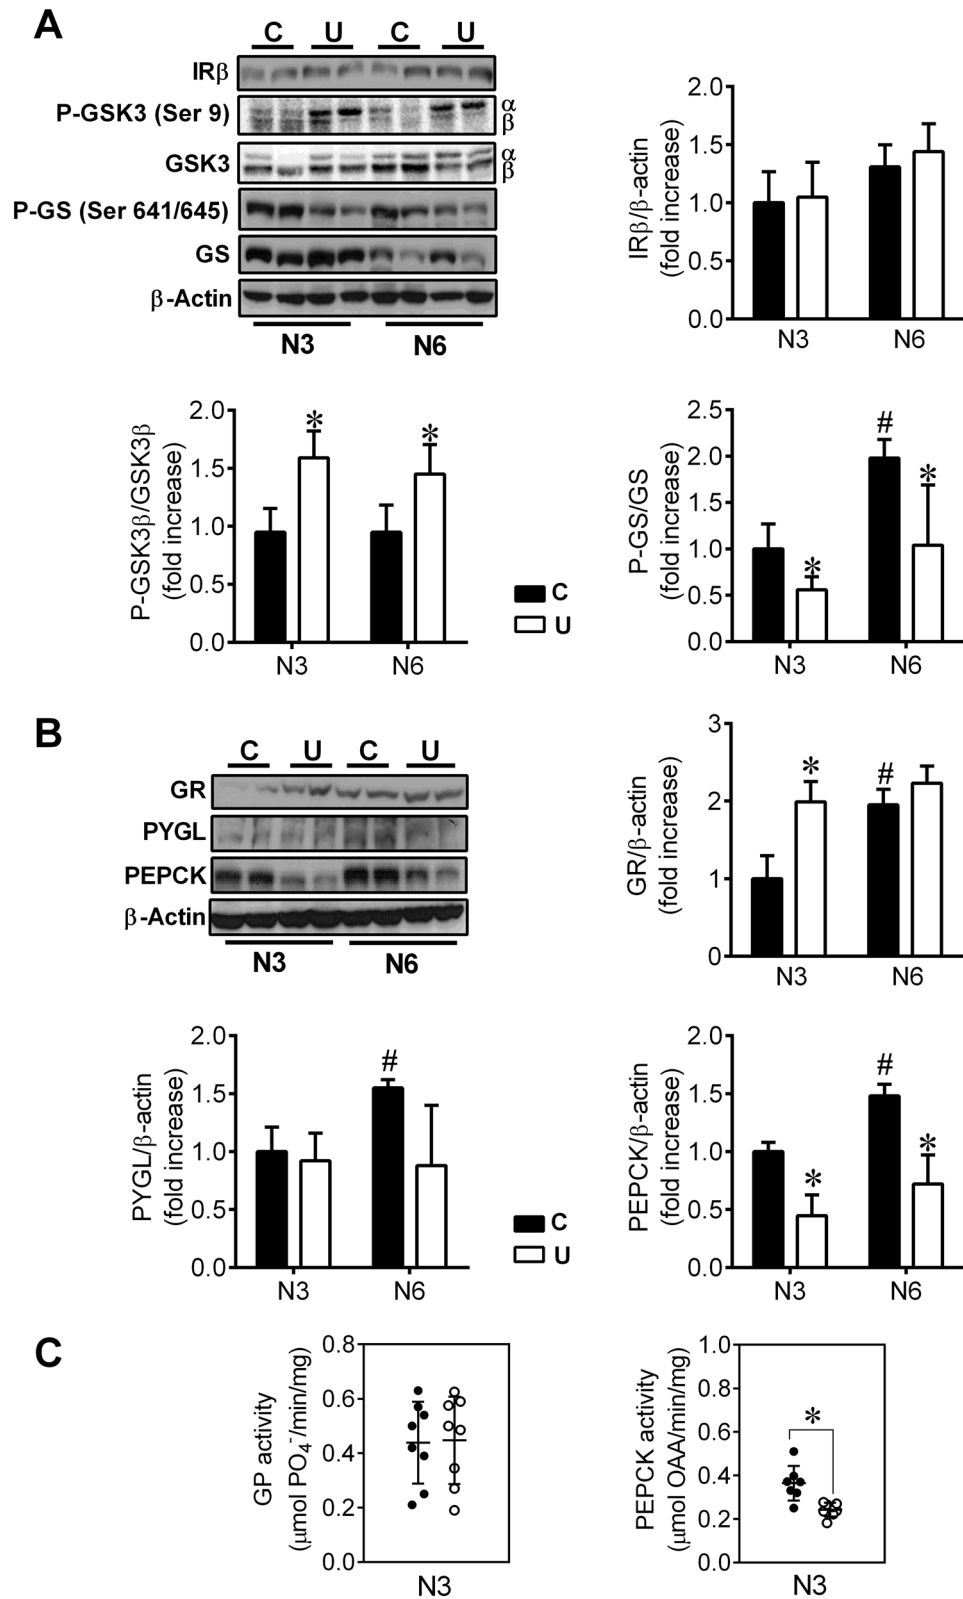 A
C U C U
IRβ
P-GSK3 (Ser 9)
α
β
GSK3
α
β
P-GS (Ser 641/645)
GS
β-Actin
N3 N6
IRβ/β-actin
(fold increase)
2.0
1.5
1.0
0.5
0.0
N3 N6
P-GSK3β/GSK3β
(fold increase)
2.0
1.5
1.0
0.5
0.0
* *
N3 N6
C
U
P-GS/GS
(fold increase)
2.5
2.0
1.5
1.0
0.5
0.0
* # *
N3 N6
B
C U C U
GR
PYGL
PEPCK
β-Actin
N3 N6
GR/β-actin
(fold increase)
3
2
1
0
* #
N3 N6
PYGL/β-actin
(fold increase)
2.0
1.5
1.0
0.5
0.0
#
N3 N6
C
U
PEPCK/β-actin
(fold increase)
2.0
1.5
1.0
0.5
0.0
* # *
N3 N6
C
GP activity
(μmol PO₄⁻/min/mg)
0.8
0.6
0.4
0.2
0.0
N3
PEPCK activity
(μmol OAA/min/mg)
1.0
0.8
0.6
0.4
0.2
0.0
*
N3